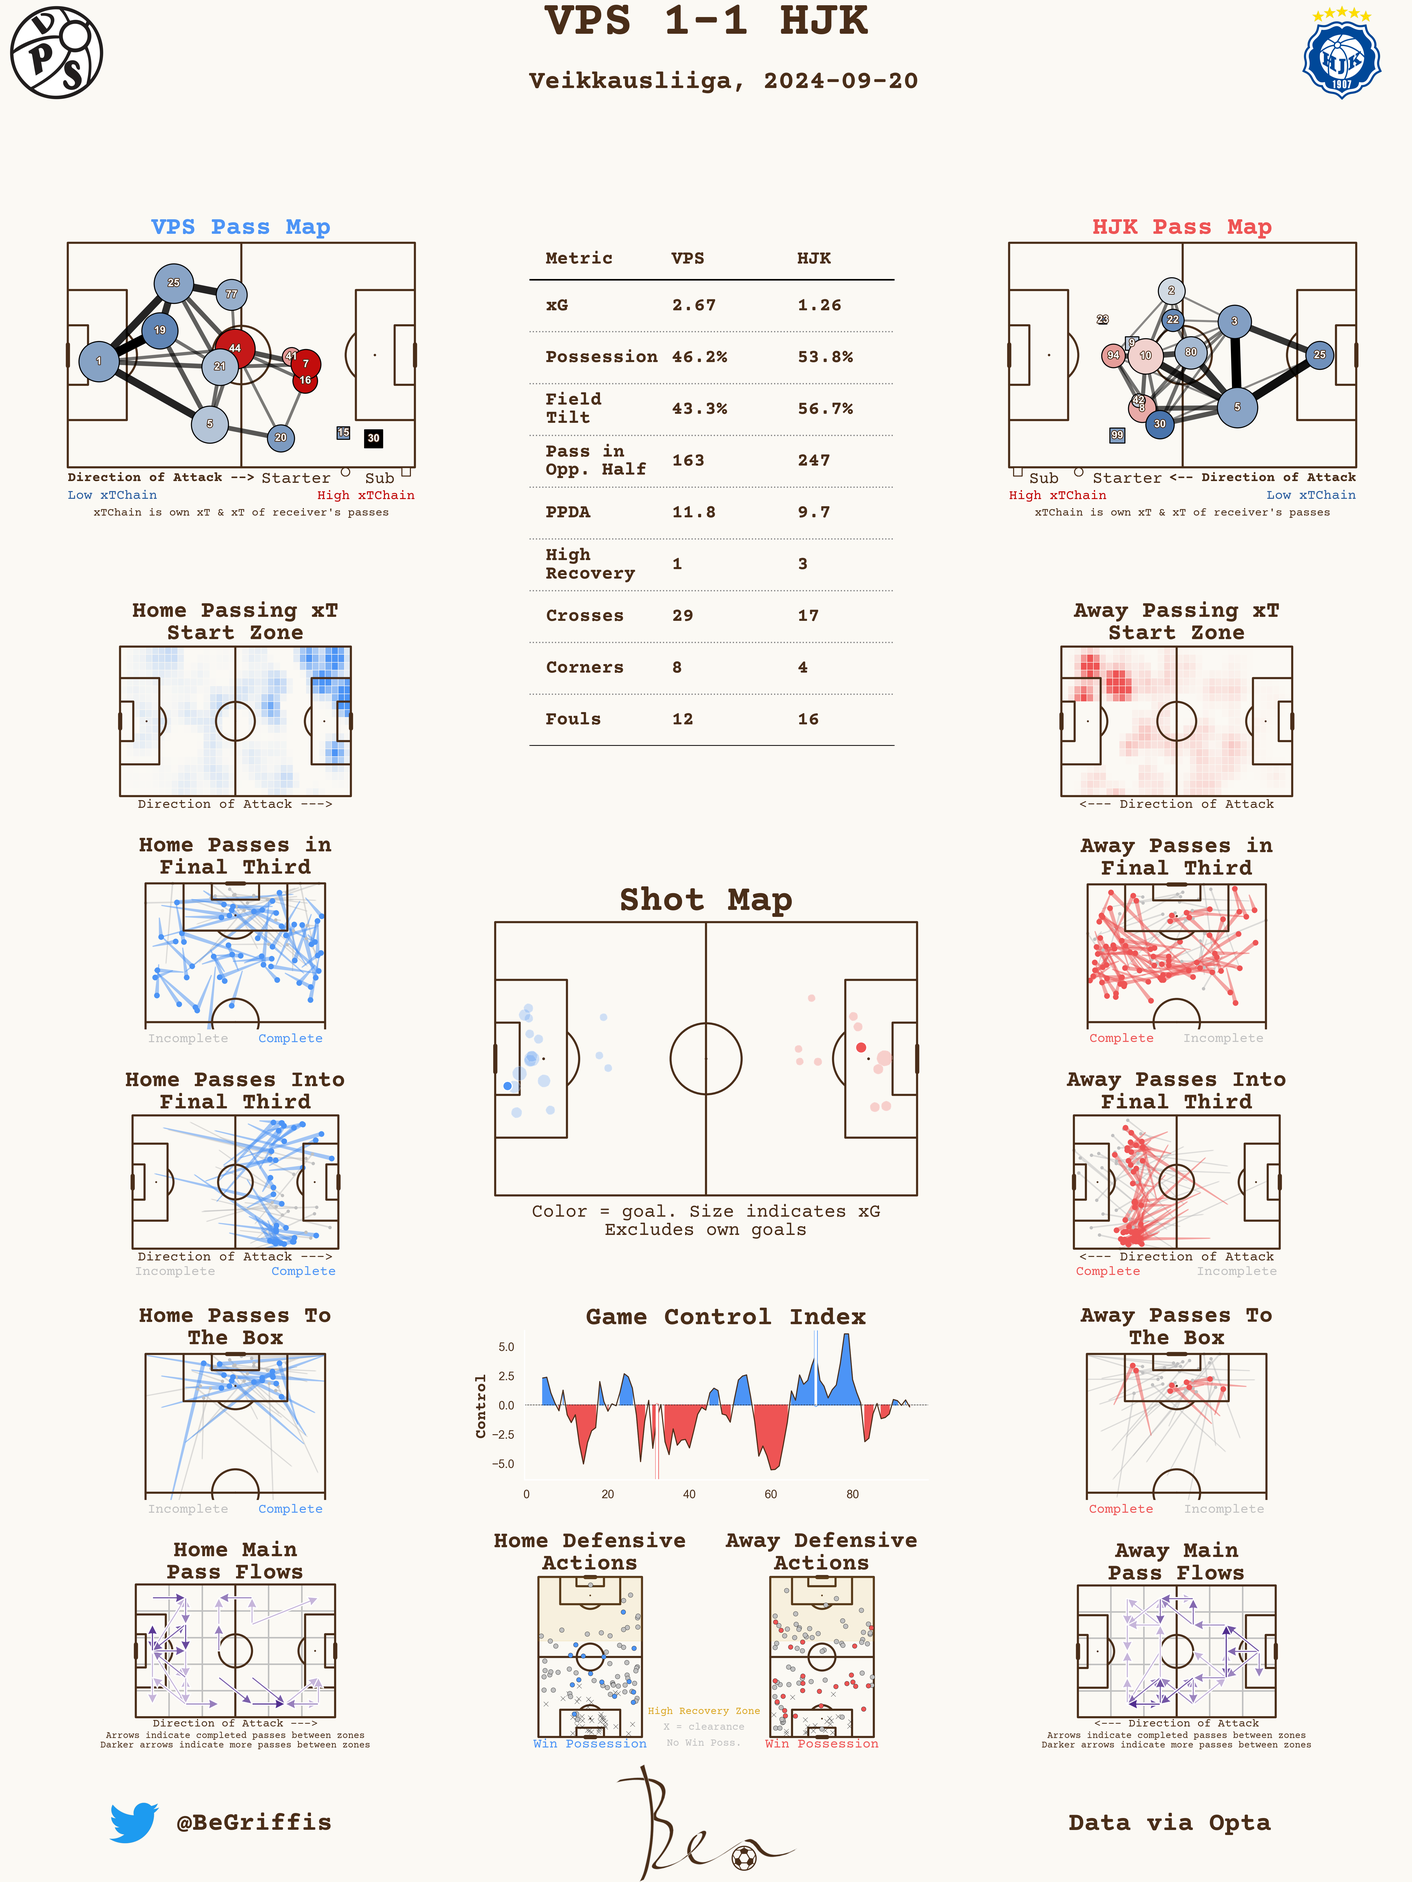 VPS 1-1 HJK
Veikkausliiga, 2024-09-20
VPS
HJK
1907
VPS Pass Map
25
77
19
1
44
21
41
7
16
5
20
15
30
Direction of Attack --> Starter Sub
Low xTChain High xTChain
xTChain is own xT & xT of receiver's passes
Metric VPS HJK
xG 2.67 1.26
Possession 46.2% 53.8%
Field
Tilt 43.3% 56.7%
Pass in
Opp. Half 163 247
PPDA 11.8 9.7
High
Recovery 1 3
Crosses 29 17
Corners 8 4
Fouls 12 16
HJK Pass Map
2
23
22
3
94
10
80
25
42
8
5
30
99
Sub Starter <-- Direction of Attack
High xTChain Low xTChain
xTChain is own xT & xT of receiver's passes
Home Passing xT
Start Zone
Direction of Attack --->
Home Passes in
Final Third
Incomplete Complete
Home Passes Into
Final Third
Direction of Attack --->
Incomplete Complete
Home Passes To
The Box
Incomplete Complete
Home Main
Pass Flows
Direction of Attack --->
Arrows indicate completed passes between zones
Darker arrows indicate more passes between zones
Shot Map
Color = goal. Size indicates xG
Excludes own goals
Game Control Index
Control
5.0
2.5
0.0
−2.5
−5.0
0 20 40 60 80
Home Defensive
Actions
Win Possession
Away Defensive
Actions
Win Possession
High Recovery Zone
X = clearance
No Win Poss.
Away Passing xT
Start Zone
<--- Direction of Attack
Away Passes in
Final Third
Complete Incomplete
Away Passes Into
Final Third
<--- Direction of Attack
Complete Incomplete
Away Passes To
The Box
Complete Incomplete
Away Main
Pass Flows
<--- Direction of Attack
Arrows indicate completed passes between zones
Darker arrows indicate more passes between zones
@BeGriffis
Ben
Data via Opta